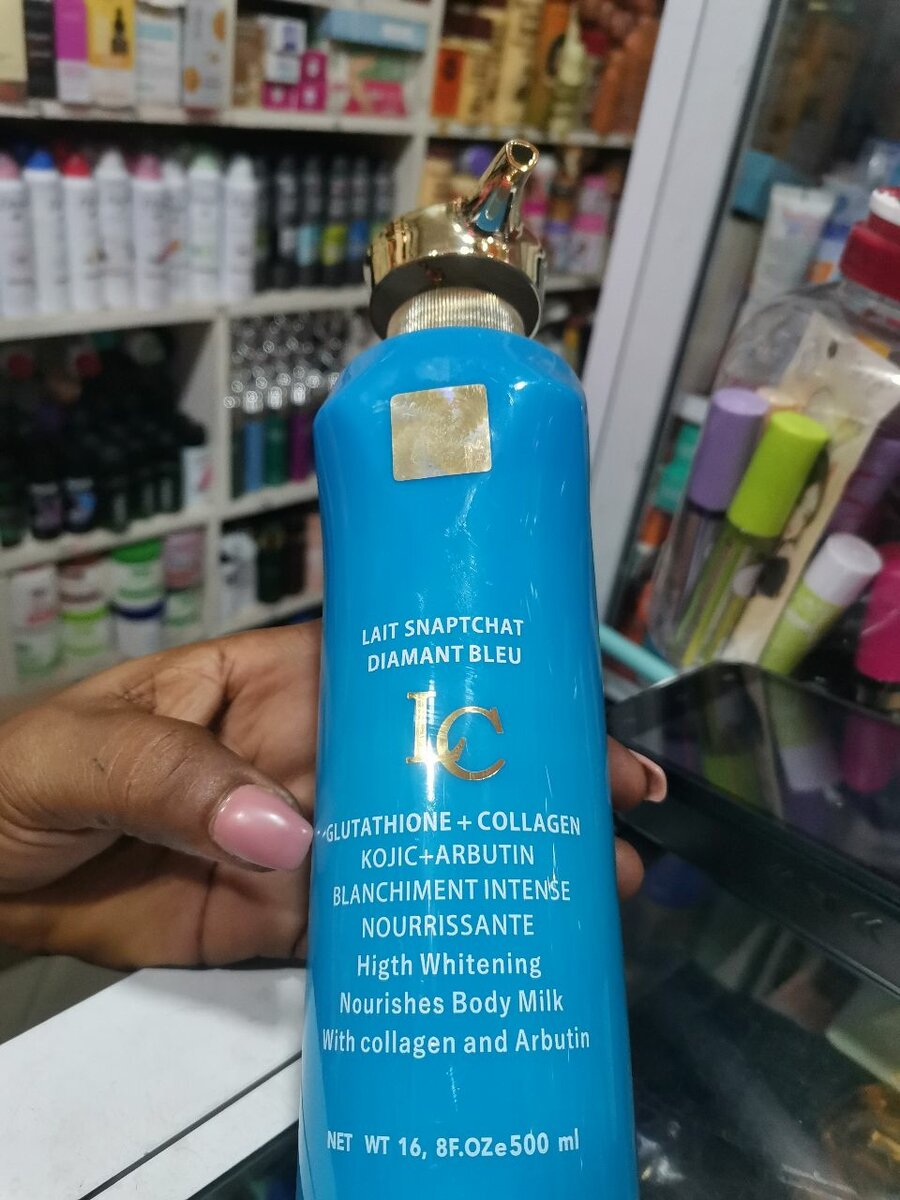 LAIT SNAPTCHAT
DIAMANT BLEU
LC
-GLUTATHIONE + COLLAGEN
KOJIC+ARBUTIN
BLANCHIMENT INTENSE
NOURRISSANTE
Higth Whitening
Nourishes Body Milk
With collagen and Arbutin
NET WT 16, 8F.OZe500 ml